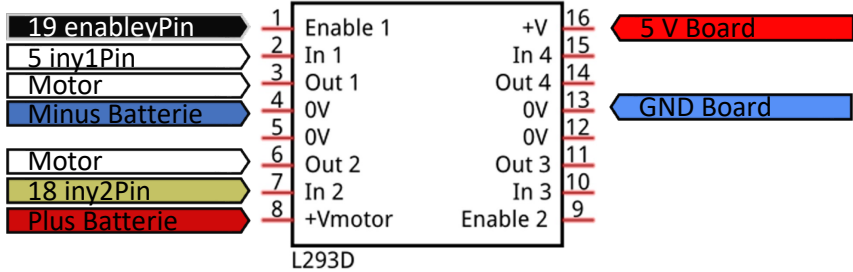 19 enableyPin
5 iny1Pin
Motor
Minus Batterie
Motor
18 iny2Pin
Plus Batterie
1 Enable 1
2 In 1
3 Out 1
4 0V
5 0V
6 Out 2
7 In 2
8 +Vmotor
+V 16
In 4 15
Out 4 14
0V 13
0V 12
Out 3 11
In 3 10
Enable 2 9
5 V Board
GND Board
L293D